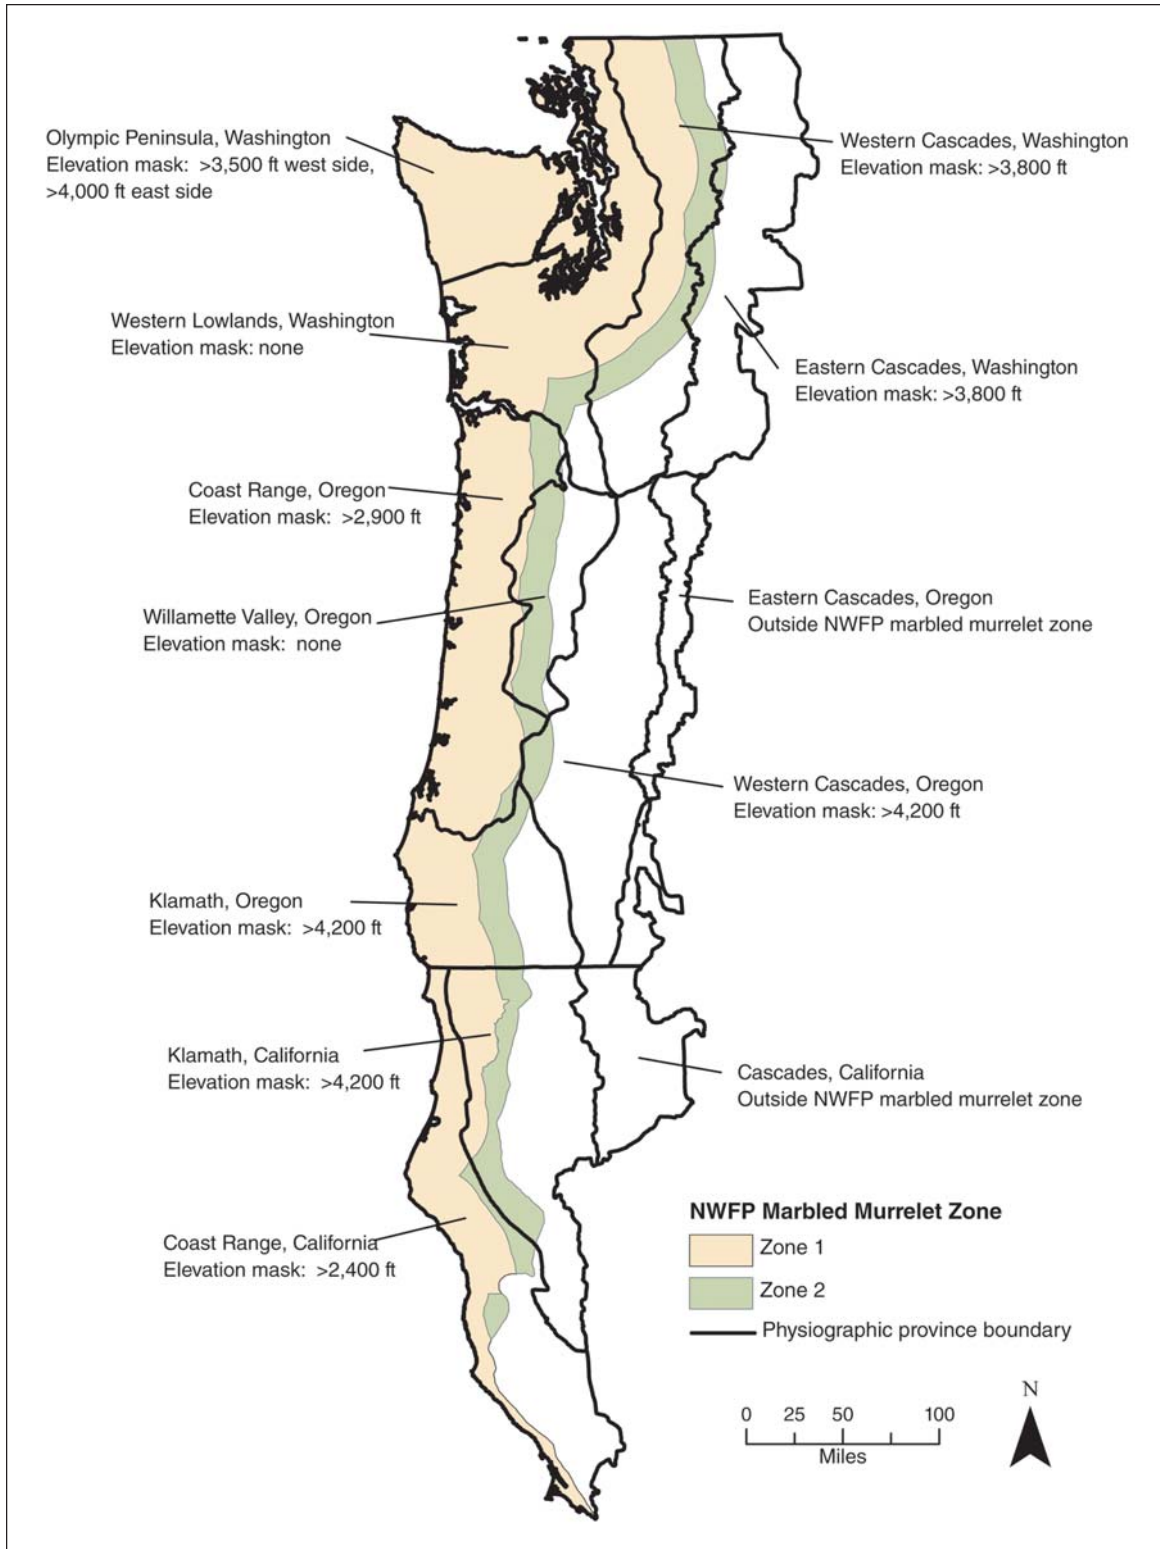 Olympic Peninsula, Washington
Elevation mask:  >3,500 ft west side,
>4,000 ft east side
Western Cascades, Washington
Elevation mask: >3,800 ft
Western Lowlands, Washington
Elevation mask: none
Eastern Cascades, Washington
Elevation mask: >3,800 ft
Coast Range, Oregon
Elevation mask:  >2,900 ft
Willamette Valley, Oregon
Elevation mask:  none
Eastern Cascades, Oregon
Outside NWFP marbled murrelet zone
Western Cascades, Oregon
Elevation mask: >4,200 ft
Klamath, Oregon
Elevation mask:  >4,200 ft
Klamath, California
Elevation mask:  >4,200 ft
Cascades, California
Outside NWFP marbled murrelet zone
Coast Range, California
Elevation mask:  >2,400 ft
NWFP Marbled Murrelet Zone
Zone 1
Zone 2
Physiographic province boundary
N
0 25 50 100
Miles